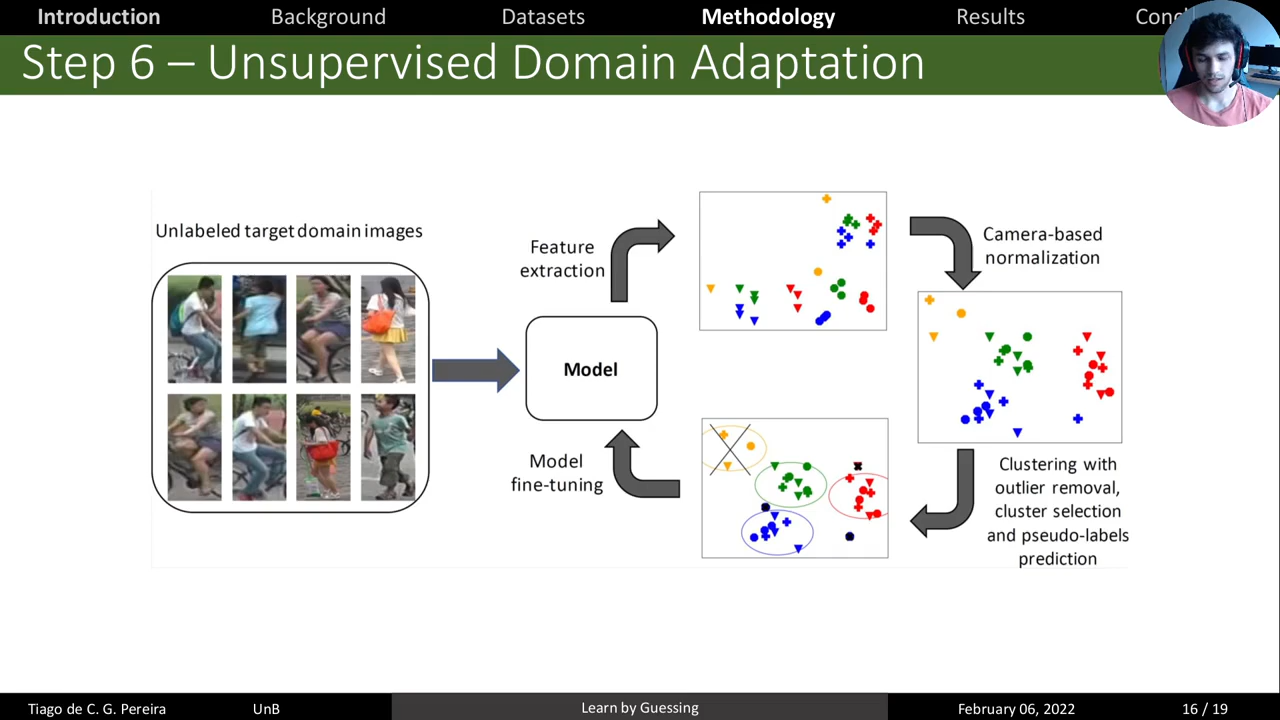 Introduction
Background
Datasets
Methodology
Results
Step 6 – Unsupervised Domain Adaptation
Unlabeled target domain images
Feature
extraction
Model
Model
fine-tuning
Camera-based
normalization
Clustering with
outlier removal,
cluster selection
and pseudo-labels
prediction
Tiago de C. G. Pereira
UnB
Learn by Guessing
February 06, 2022
16 / 19